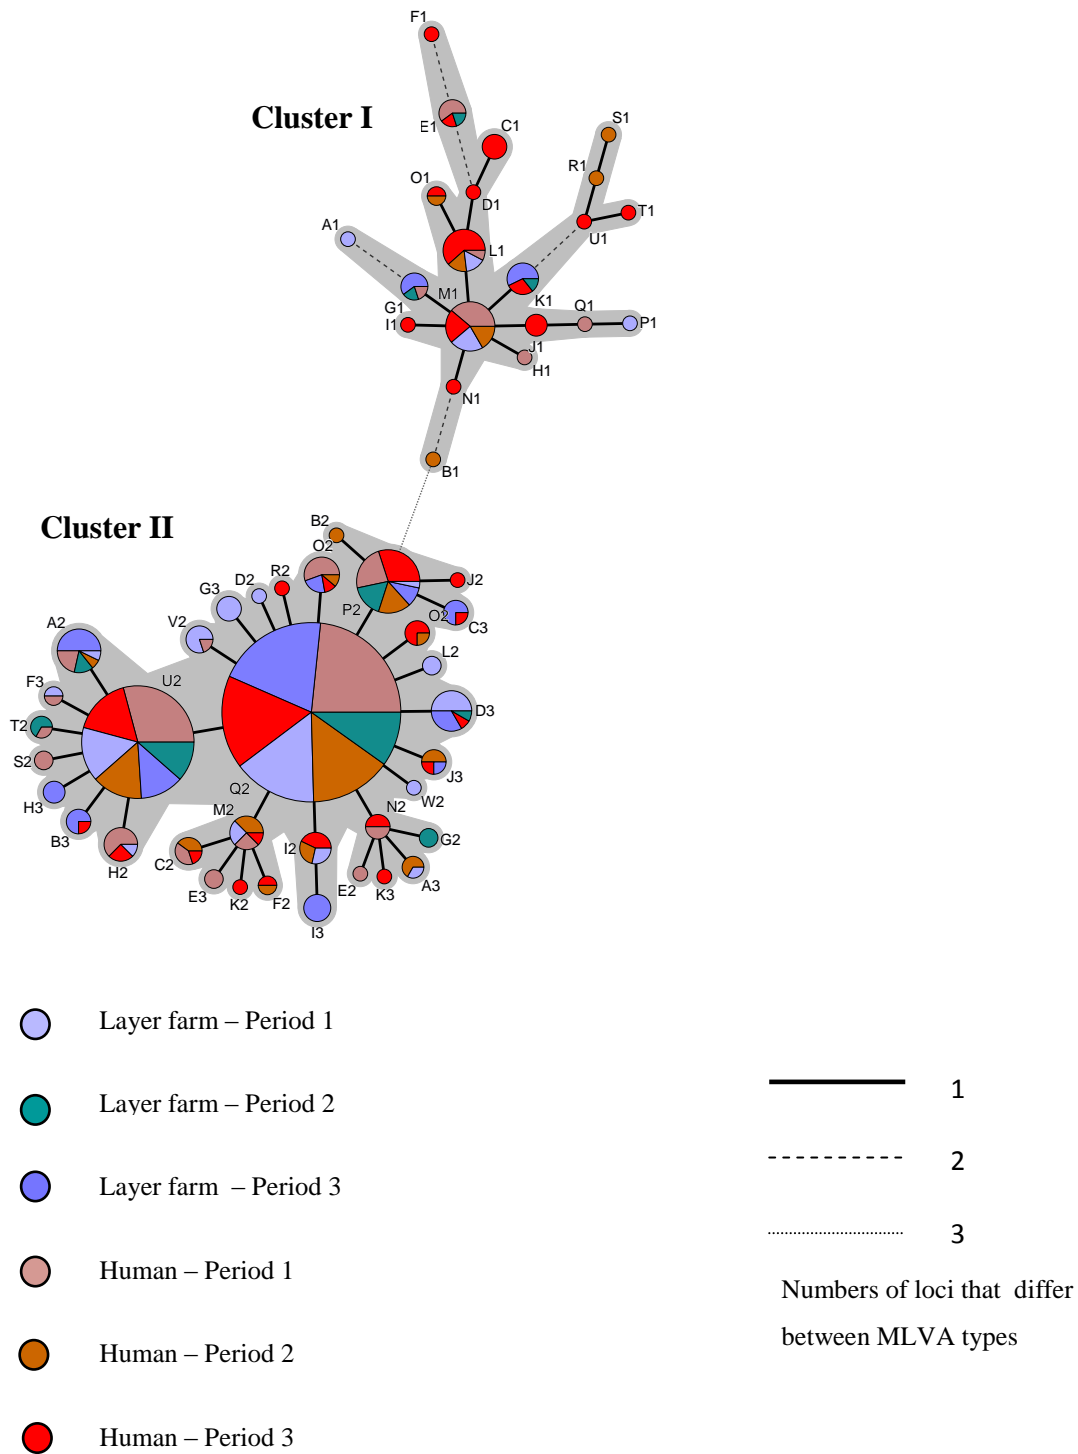 F1
Cluster I
E1
C1
S1
R1
O1
D1
T1
U1
A1
L1
M1
K1
G1
I1
Q1
P1
J1
H1
N1
B1
Cluster II
B2
O2
R2
D2
G3
P2
J2
O2
C3
V2
A2
L2
U2
F3
D3
T2
S2
J3
Q2
W2
H3
M2
N2
B3
G2
I2
H2
C2
A3
E2
K3
E3
K2
F2
I3
Layer farm – Period 1
Layer farm – Period 2
Layer farm – Period 3
Human – Period 1
Human – Period 2
Human – Period 3
1
2
3
Numbers of loci that differ
between MLVA types